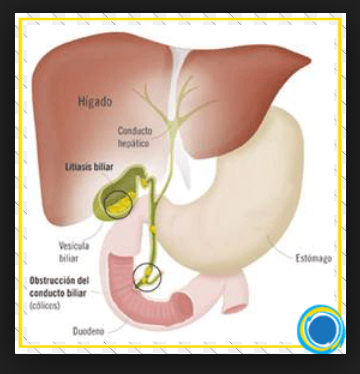 Hígado
Conducto
hepático
Litiasis biliar
Vesícula
biliar
Estómago
Obstrucción del
conducto biliar
(cólicos)
Duodeno